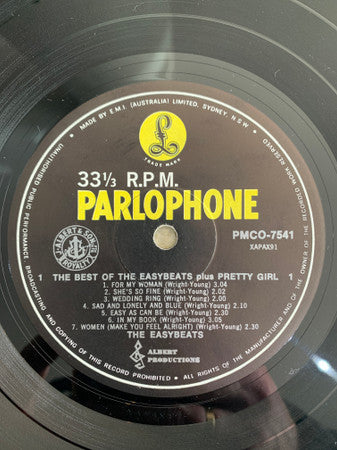 MADE BY E.M.I. (AUSTRALIA) LIMITED, SYDNEY, N.S.W.
£
TRADE MARK
33⅓ R.P.M.
PARLOPHONE
PMCO-7541
XAPAX91
J. ALBERT & SON
ROYALTY
1 THE BEST OF THE EASYBEATS plus PRETTY GIRL 1
1. FOR MY WOMAN (Wright-Young) 3.04
2. SHE'S SO FINE (Wright-Young) 2.02
3. WEDDING RING (Wright-Young) 2.00
4. SAD AND LONELY AND BLUE (Wright-Young) 2.10
5. EASY AS CAN BE (Wright-Young) 2.30
6. IN MY BOOK (Wright-Young) 3.05
7. WOMEN (MAKE YOU FEEL ALRIGHT) (Wright-Young) 2.30
THE EASYBEATS
ALBERT
PRODUCTIONS
UNAUTHORISED PUBLIC PERFORMANCE, BROADCASTING AND COPYING OF THIS RECORD PROHIBITED • ALL RIGHTS OF THE MANUFACTURER AND OF THE OWNER OF THE RECORDED WORK RESERVED